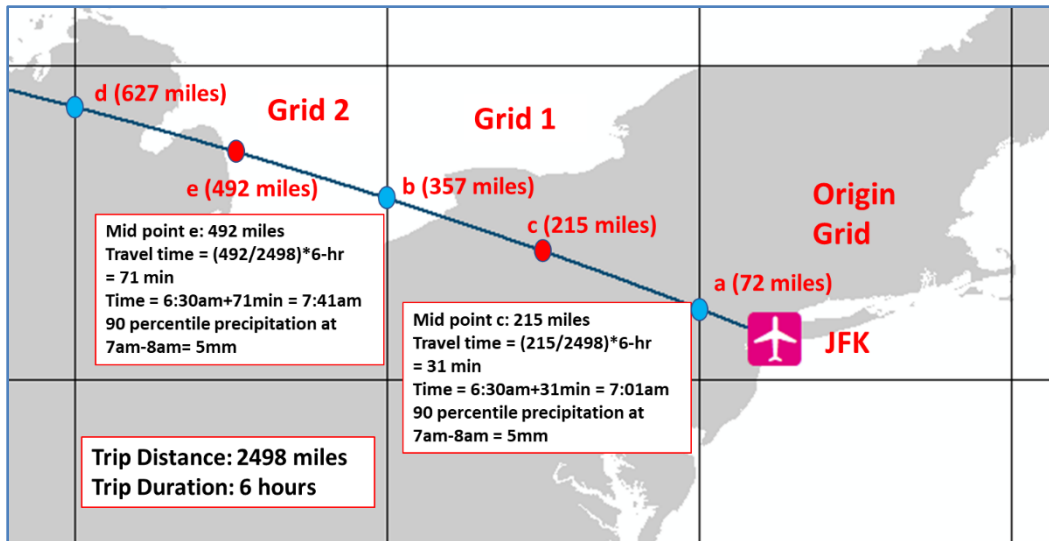 d (627 miles)
Grid 2
Grid 1
e (492 miles)
b (357 miles)
c (215 miles)
Origin
Grid
a (72 miles)
JFK
Mid point e: 492 miles
Travel time = (492/2498)*6-hr
= 71 min
Time = 6:30am+71min = 7:41am
90 percentile precipitation at
7am-8am= 5mm
Mid point c: 215 miles
Travel time = (215/2498)*6-hr
= 31 min
Time = 6:30am+31min = 7:01am
90 percentile precipitation at
7am-8am = 5mm
Trip Distance: 2498 miles
Trip Duration: 6 hours